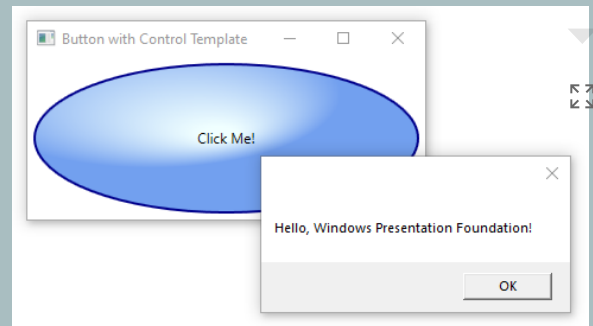 Button with Control Template
Click Me!
Hello, Windows Presentation Foundation!
OK